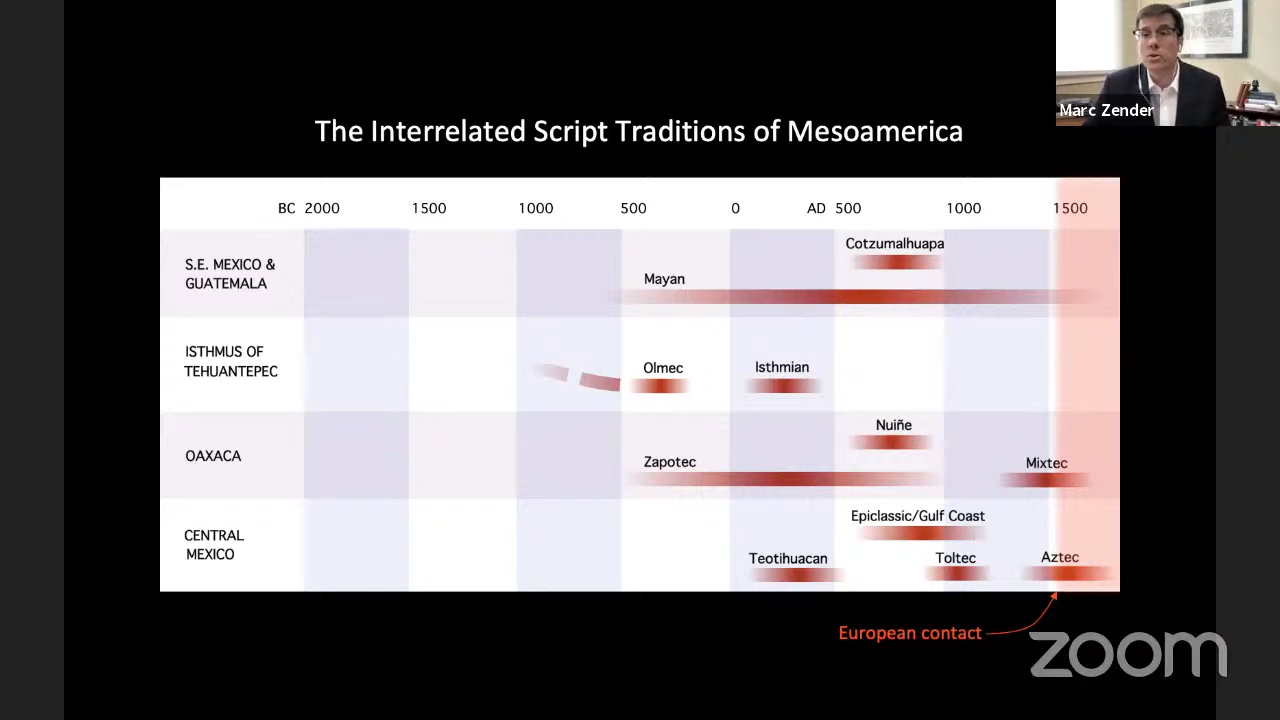 Marc Zender
The Interrelated Script Traditions of Mesoamerica
BC 2000 1500 1000 500 0 AD 500 1000 1500
S.E. MEXICO &
GUATEMALA
Cotzumalhuapa
Mayan
ISTHMUS OF
TEHUANTEPEC
Olmec
Isthmian
OAXACA
Nuiñe
Zapotec
Mixtec
CENTRAL
MEXICO
Epiclassic/Gulf Coast
Teotihuacan
Toltec
Aztec
European contact
zoom